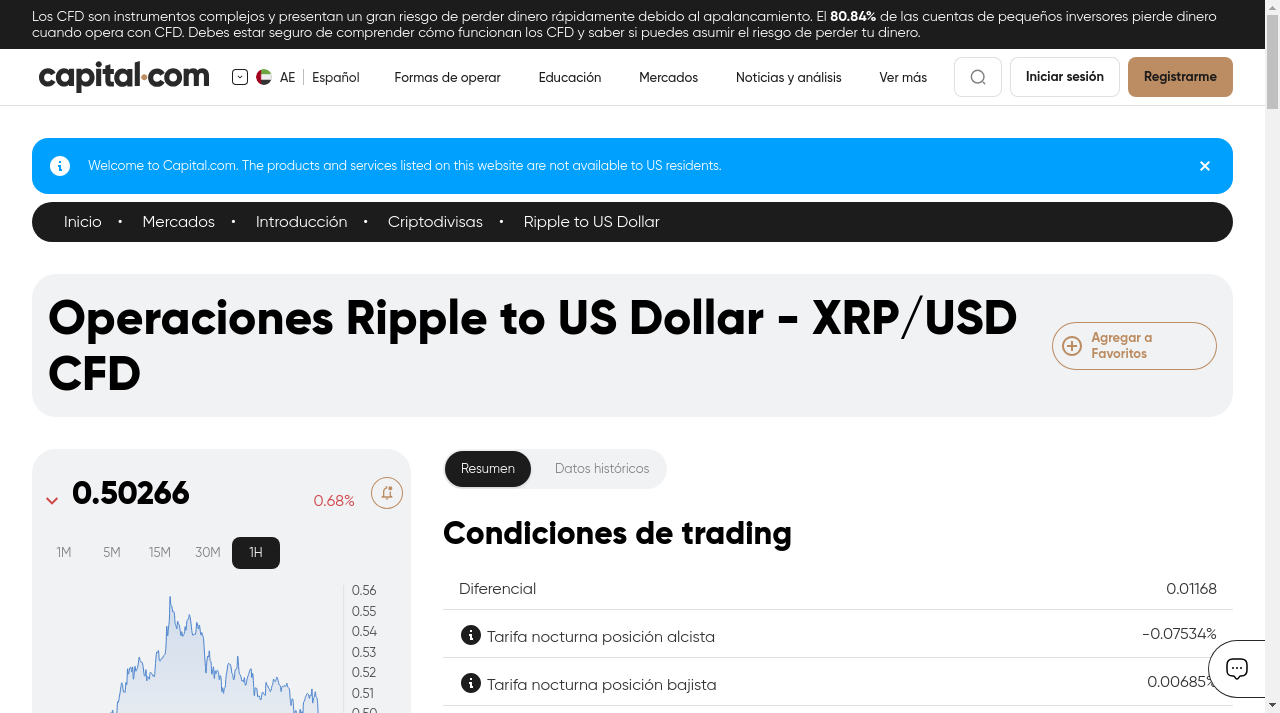 Los CFD son instrumentos complejos y presentan un gran riesgo de perder dinero rápidamente debido al apalancamiento. El 80.84% de las cuentas de pequeños inversores pierde dinero
cuando opera con CFD. Debes estar seguro de comprender cómo funcionan los CFD y saber si puedes asumir el riesgo de perder tu dinero.
capital.com
AE
Español
Formas de operar
Educación
Mercados
Noticias y análisis
Ver más
Iniciar sesión
Registrarme
Welcome to Capital.com. The products and services listed on this website are not available to US residents.
Inicio • Mercados • Introducción • Criptodivisas • Ripple to US Dollar
Operaciones Ripple to US Dollar - XRP/USD
CFD
Agregar a
Favoritos
0.50266
0.68%
1M 5M 15M 30M 1H
0.56
0.55
0.54
0.53
0.52
0.51
0.50
Resumen
Datos históricos
Condiciones de trading
Diferencial 0.01168
Tarifa nocturna posición alcista -0.07534%
Tarifa nocturna posición bajista 0.00685%